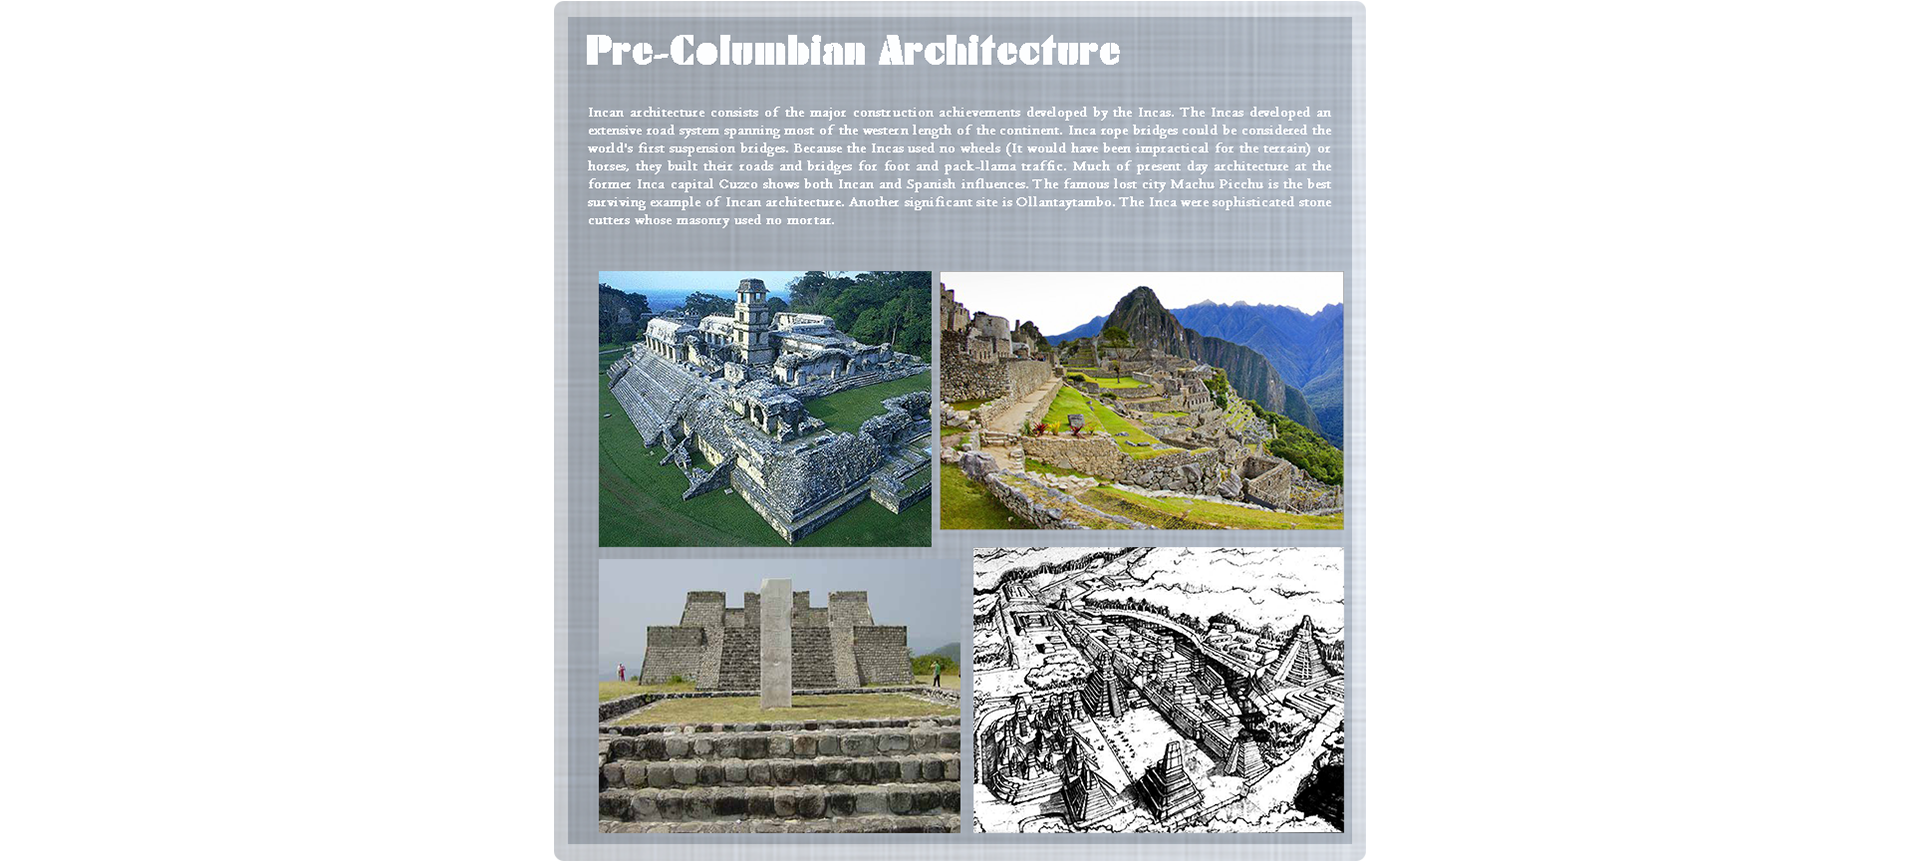 Pre-Columbian Architecture
Incan architecture consists of the major construction achievements developed by the Incas. The Incas developed an
extensive road system spanning most of the western length of the continent. Inca rope bridges could be considered the
world's first suspension bridges. Because the Incas used no wheels (It would have been impractical for the terrain) or
horses, they built their roads and bridges for foot and pack-llama traffic. Much of present day architecture at the
former Inca capital Cuzco shows both Incan and Spanish influences. The famous lost city Machu Picchu is the best
surviving example of Incan architecture. Another significant site is Ollantaytambo. The Inca were sophisticated stone
cutters whose masonry used no mortar.